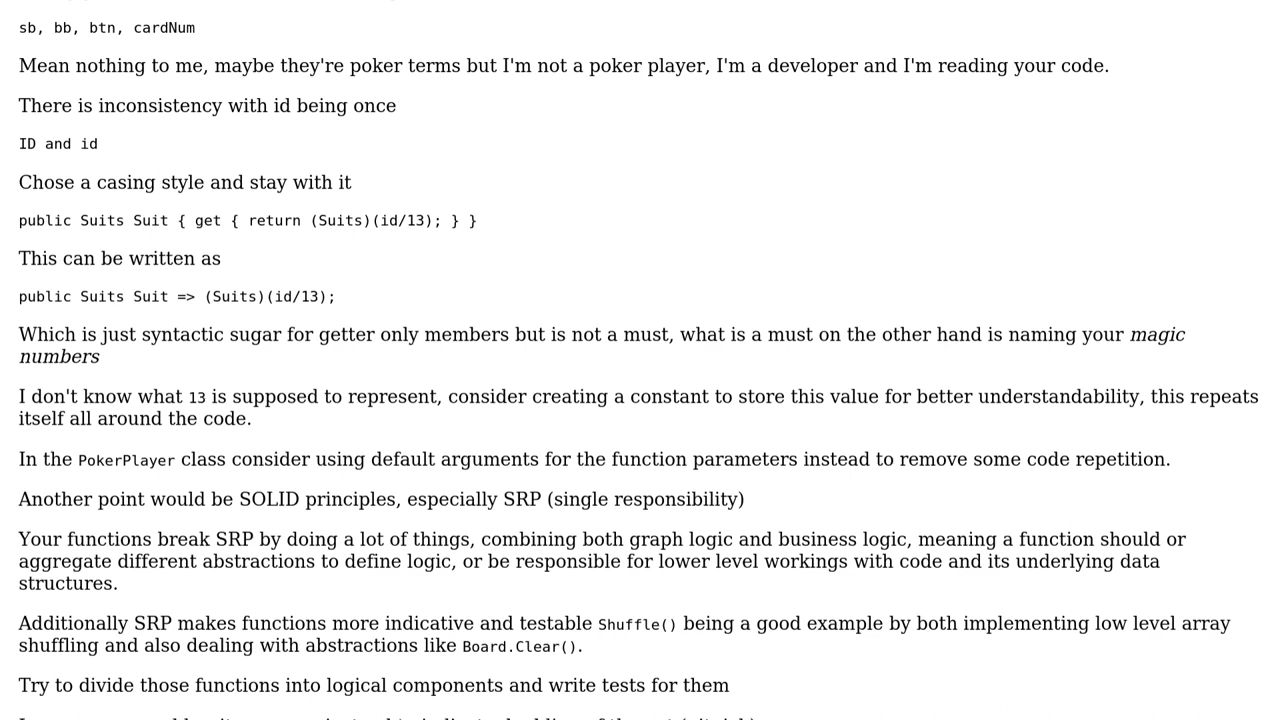 sb, bb, btn, cardNum
Mean nothing to me, maybe they're poker terms but I'm not a poker player, I'm a developer and I'm reading your code.
There is inconsistency with id being once
ID and id
Chose a casing style and stay with it
public Suits Suit { get { return (Suits)(id/13); } }
This can be written as
public Suits Suit => (Suits)(id/13);
Which is just syntactic sugar for getter only members but is not a must, what is a must on the other hand is naming your magic
numbers
I don't know what 13 is supposed to represent, consider creating a constant to store this value for better understandability, this repeats
itself all around the code.
In the PokerPlayer class consider using default arguments for the function parameters instead to remove some code repetition.
Another point would be SOLID principles, especially SRP (single responsibility)
Your functions break SRP by doing a lot of things, combining both graph logic and business logic, meaning a function should or
aggregate different abstractions to define logic, or be responsible for lower level workings with code and its underlying data
structures.
Additionally SRP makes functions more indicative and testable Shuffle() being a good example by both implementing low level array
shuffling and also dealing with abstractions like Board.Clear().
Try to divide those functions into logical components and write tests for them